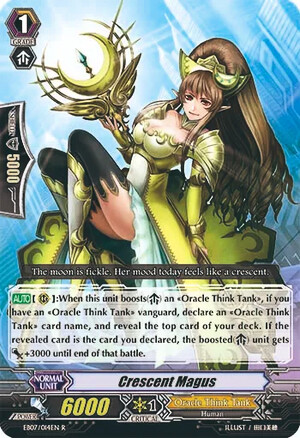 1
GRADE
5000
The moon is fickle. Her mood today feels like a crescent.
AUTO [ ]:When this unit boosts an «Oracle Think Tank», if you
have an «Oracle Think Tank» vanguard, declare an «Oracle Think
Tank» card name, and reveal the top card of your deck. If the
revealed card is the card you declared, the boosted unit gets
+3000 until end of battle.
NORMAL
UNIT
Crescent Magus
POWER
6000
1
CRITICAL
Oracle Think Tank
Human
EB07/014EN R
ILLUST /